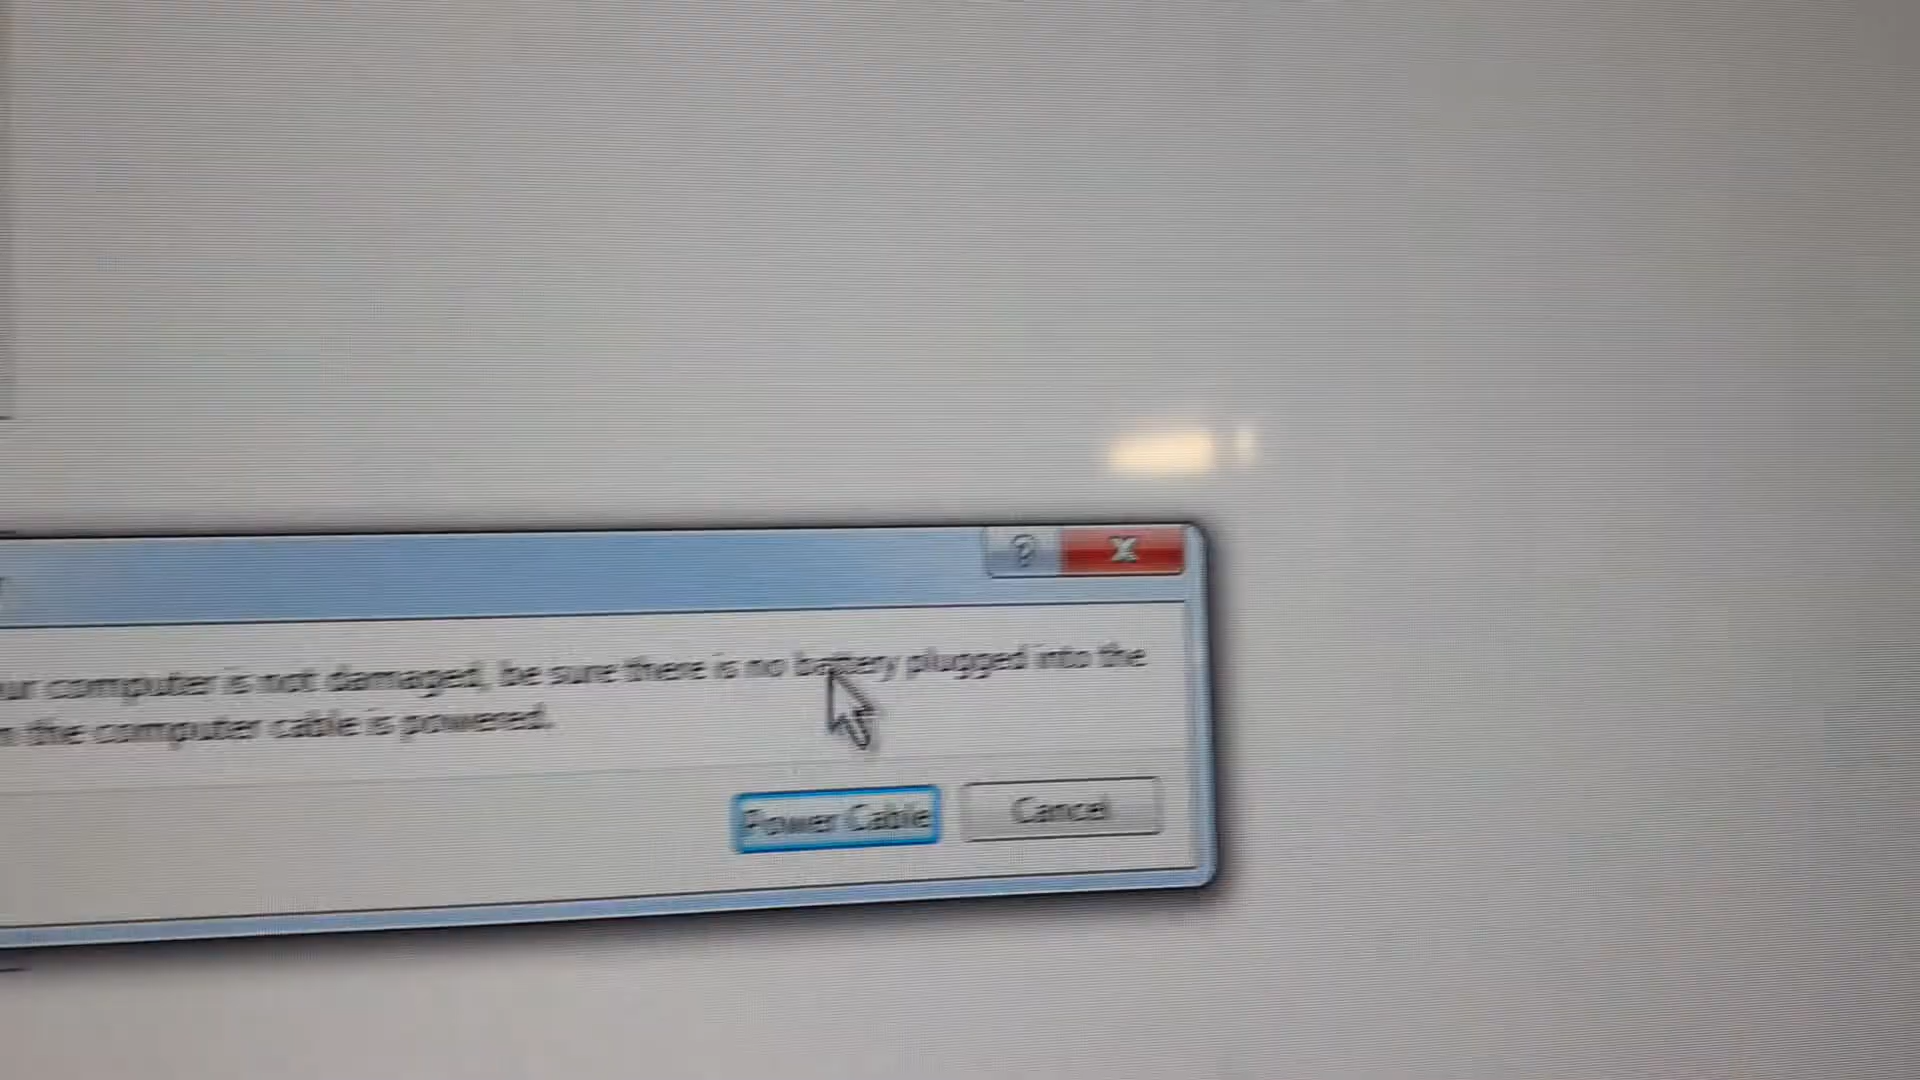 ur computer is not damaged, be sure there is no battery plugged into the
the computer cable is powered.
Power Cable
Cancel